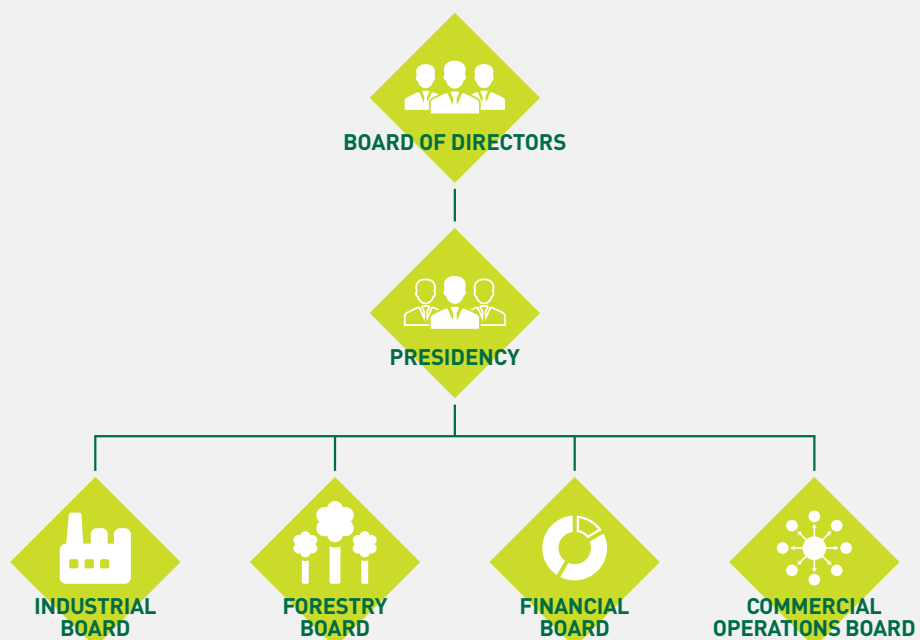 BOARD OF DIRECTORS
PRESIDENCY
INDUSTRIAL
BOARD
FORESTRY
BOARD
FINANCIAL
BOARD
COMMERCIAL
OPERATIONS BOARD